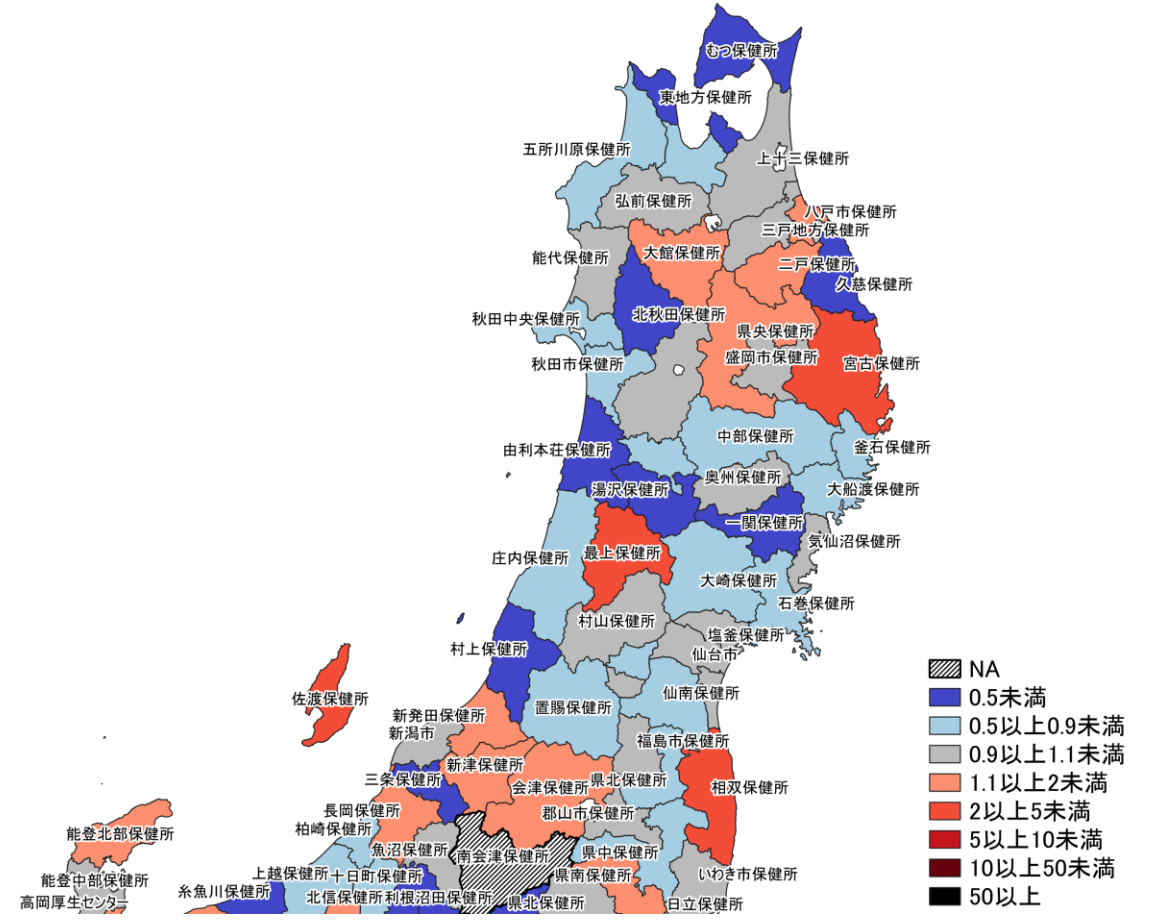 むつ保健所
東地方保健所
五所川原保健所
上十三保健所
弘前保健所
八戸市保健所
三戸地方保健所
大館保健所
能代保健所
二戸保健所
久慈保健所
北秋田保健所
秋田中央保健所
県央保健所
盛岡市保健所
秋田市保健所
宮古保健所
中部保健所
釜石保健所
由利本荘保健所
奥州保健所
湯沢保健所
大船渡保健所
一関保健所
気仙沼保健所
庄内保健所
最上保健所
大崎保健所
石巻保健所
村山保健所
塩釜保健所
村上保健所
仙台市
佐渡保健所
仙南保健所
置賜保健所
新発田保健所
新潟市
福島市保健所
新津保健所
三条保健所
会津保健所
県北保健所
相双保健所
長岡保健所
郡山市保健所
柏崎保健所
能登北部保健所
魚沼保健所
南会津保健所
県中保健所
上越保健所
十日町保健所
県南保健所
いわき市保健所
能登中部保健所
糸魚川保健所
北信保健所
利根沼田保健所
高岡厚生センター
県北保健所
日立保健所
NA
0.5未満
0.5以上0.9未満
0.9以上1.1未満
1.1以上2未満
2以上5未満
5以上10未満
10以上50未満
50以上